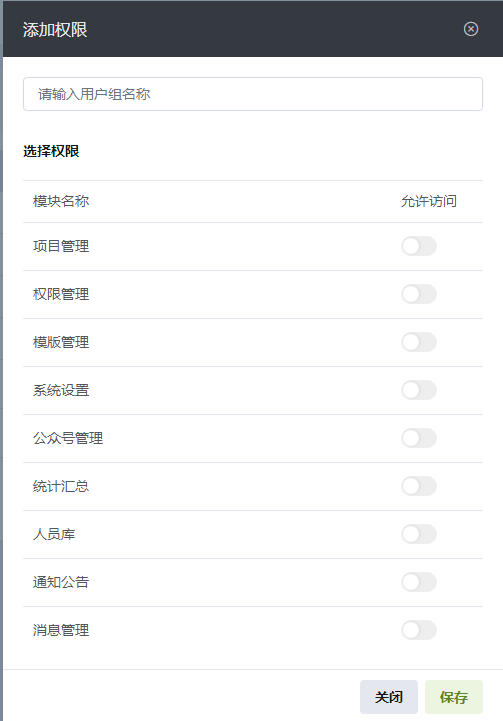 添加权限
请输入用户组名称
选择权限
模块名称 允许访问
项目管理
权限管理
模版管理
系统设置
公众号管理
统计汇总
人员库
通知公告
消息管理
关闭 保存